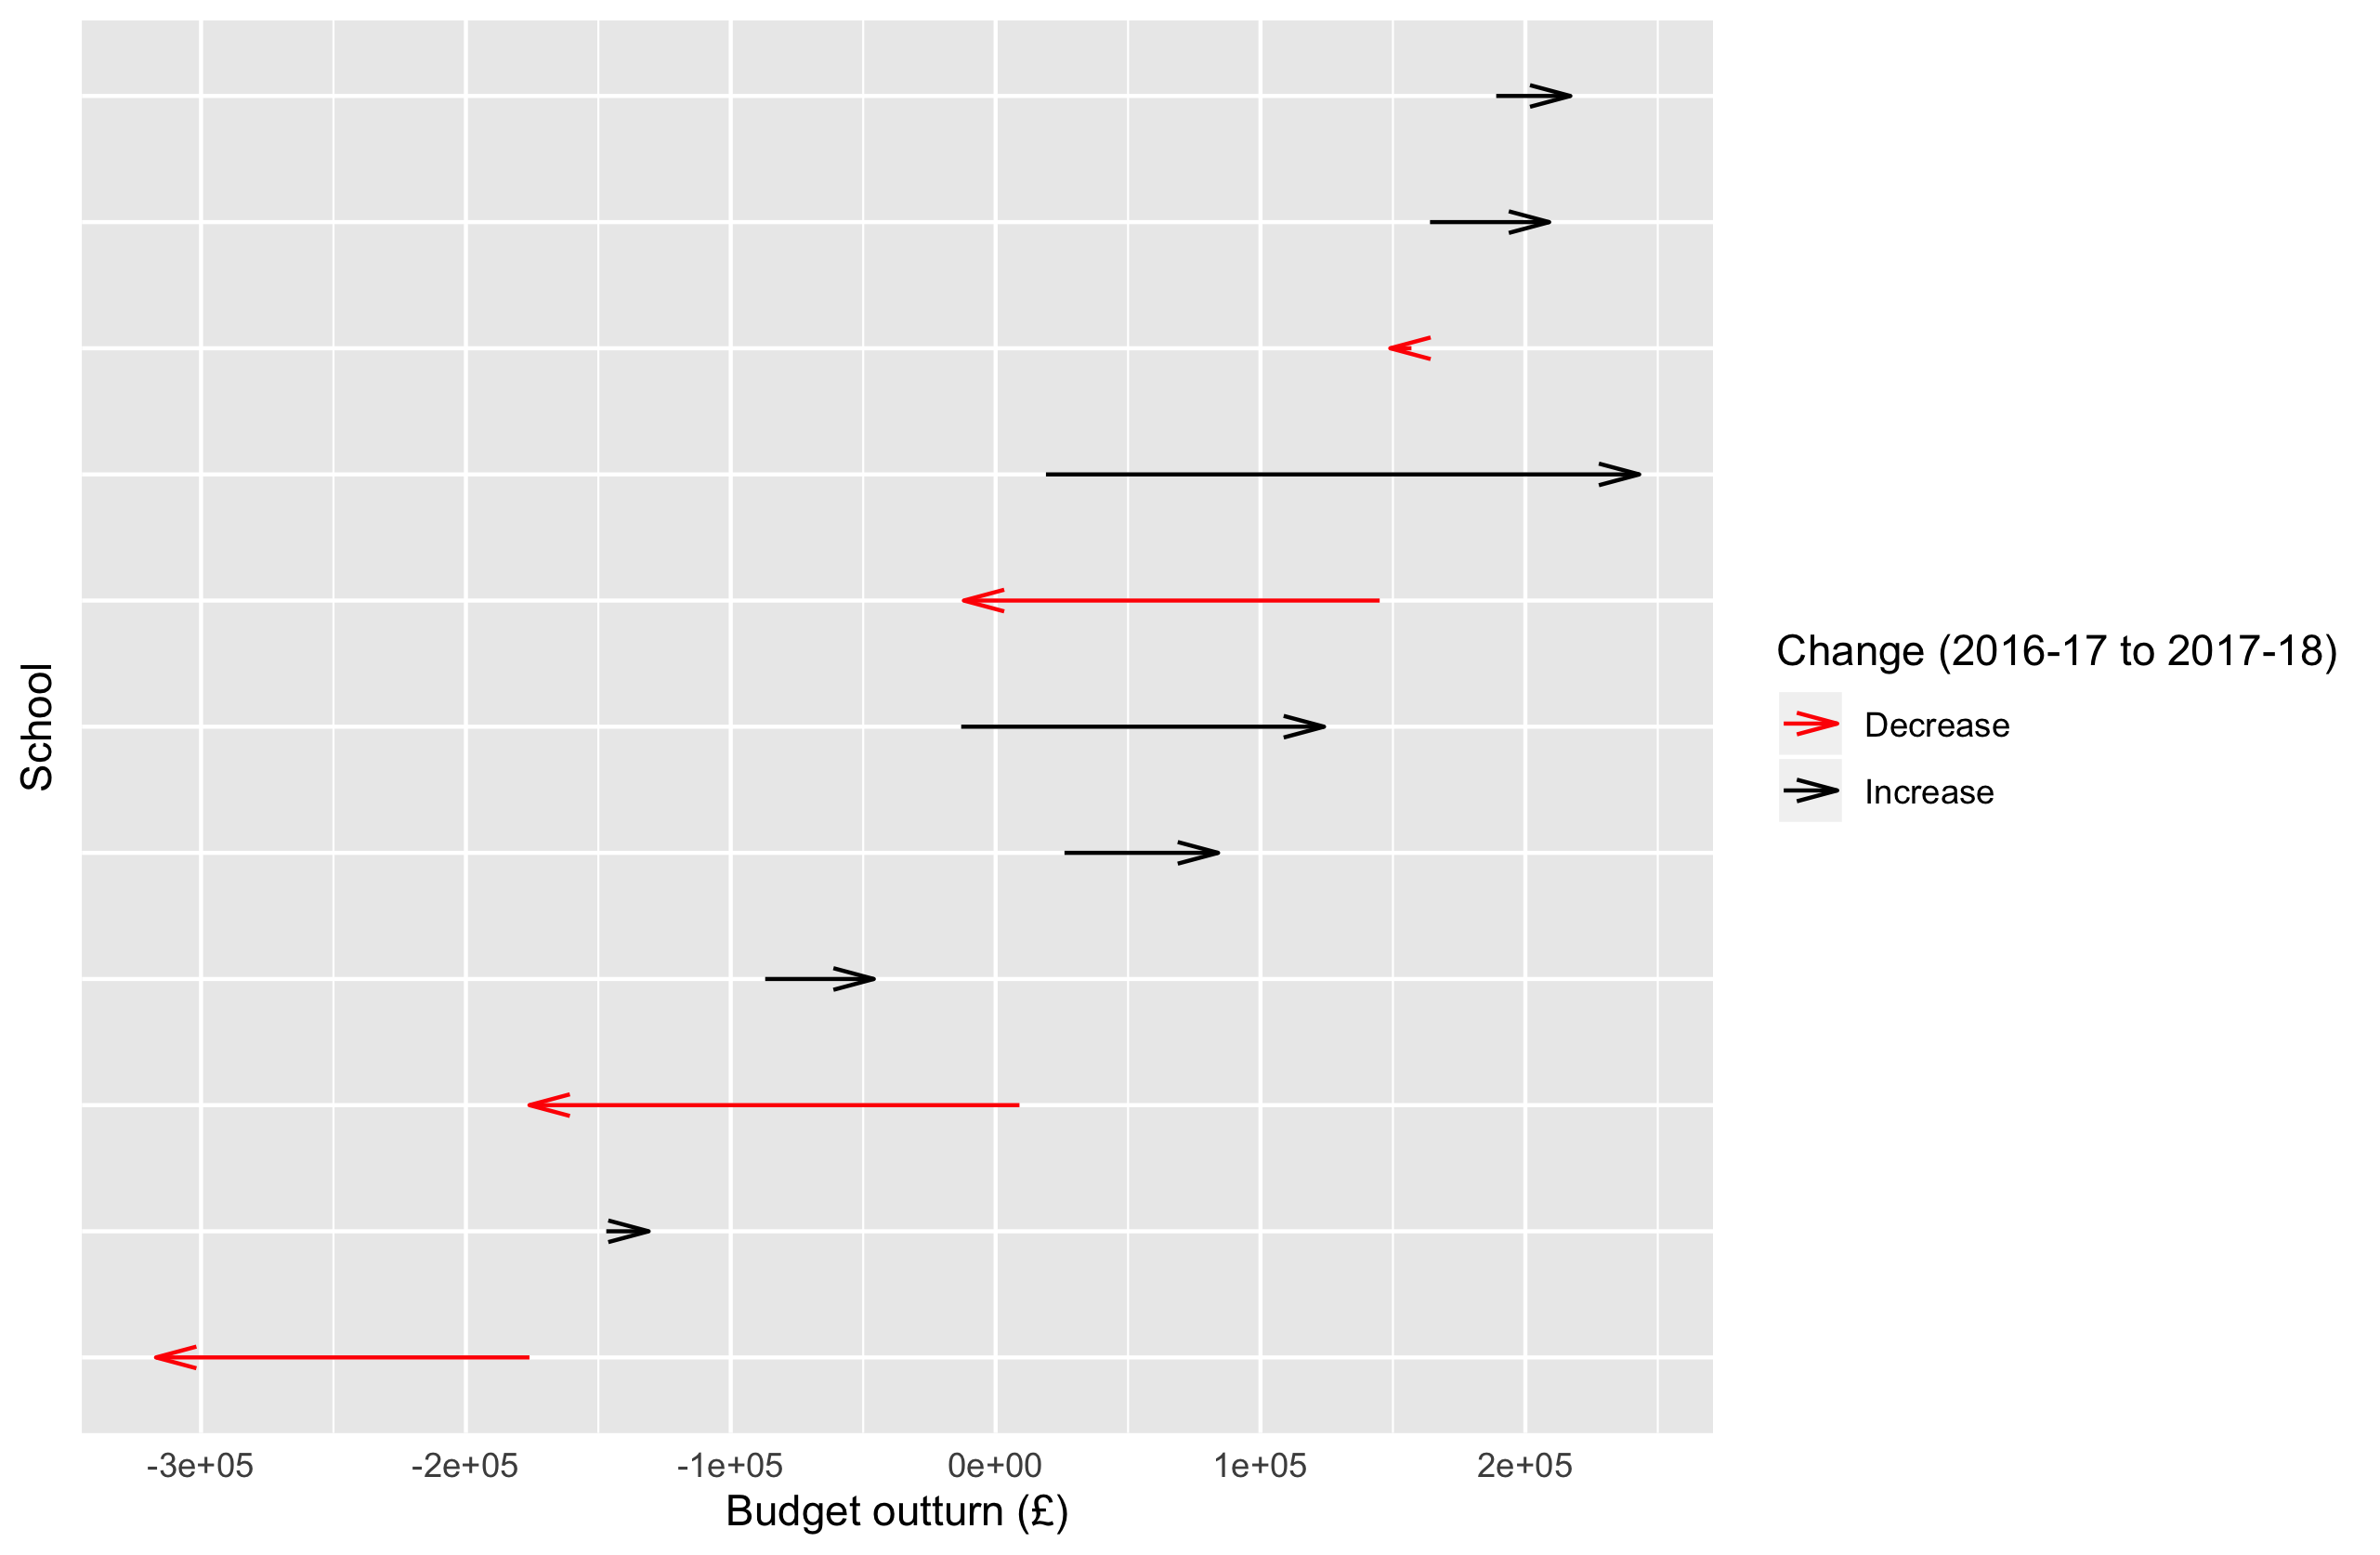 School
-3e+05
-2e+05
-1e+05
0e+00
1e+05
2e+05
Budget outturn (£)
Change (2016-17 to 2017-18)
Decrease
Increase